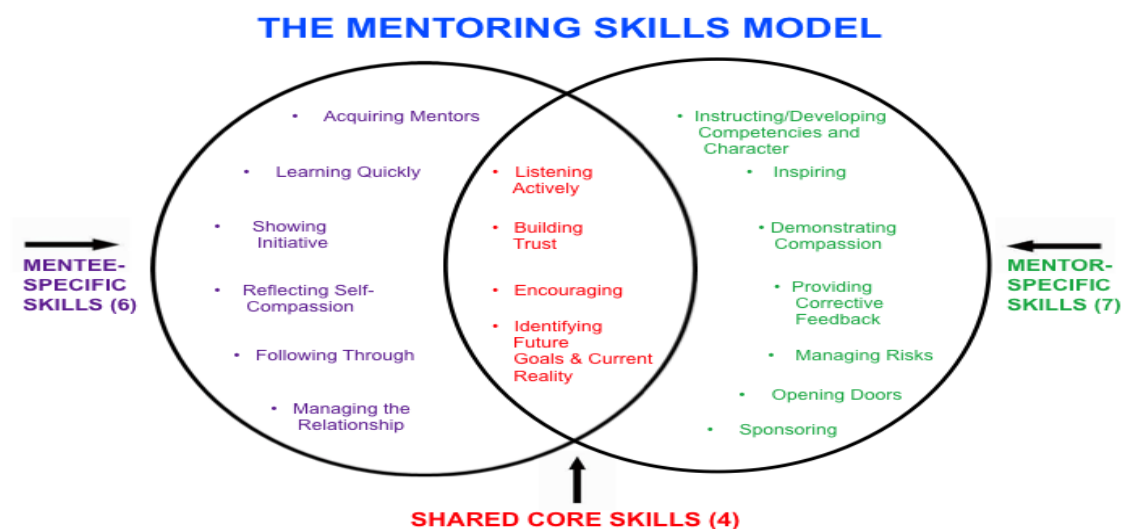 THE MENTORING SKILLS MODEL
• Acquiring Mentors
• Learning Quickly
• Showing
Initiative
• Reflecting Self-
Compassion
• Following Through
• Managing the
Relationship
MENTEE-
SPECIFIC
SKILLS (6)
• Listening
Actively
• Building
Trust
• Encouraging
• Identifying
Future
Goals & Current
Reality
• Instructing/Developing
Competencies and
Character
• Inspiring
• Demonstrating
Compassion
• Providing
Corrective
Feedback
• Managing Risks
• Opening Doors
• Sponsoring
MENTOR-
SPECIFIC
SKILLS (7)
SHARED CORE SKILLS (4)